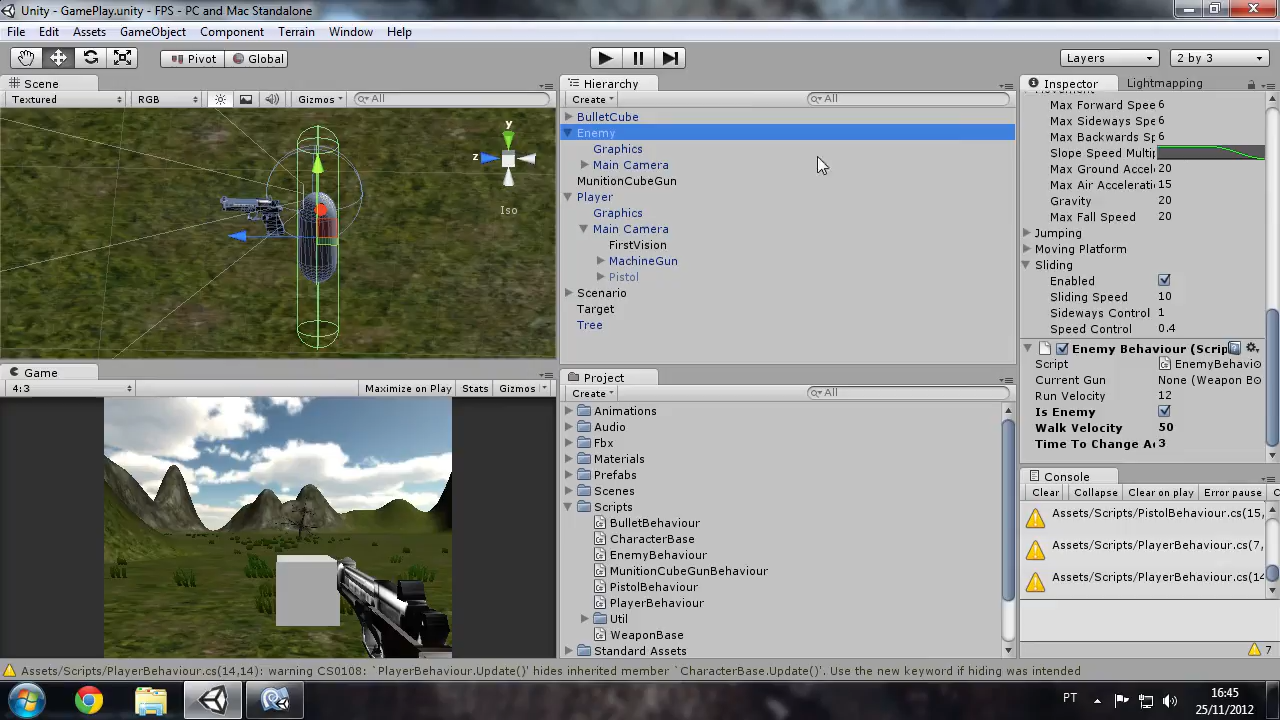 Unity - GamePlay.unity - FPS - PC and Mac Standalone
File Edit Assets GameObject Component Terrain Window Help
Pivot Global Layers 2 by 3
Scene
Textured RGB Gizmos All
y
z
Iso
Game
4:3 Maximize on Play Stats Gizmos
Hierarchy
Create All
BulletCube
Enemy
Graphics
Main Camera
MunitionCubeGun
Player
Graphics
Main Camera
FirstVision
MachineGun
Pistol
Scenario
Target
Tree
Project
Create All
Animations
Audio
Fbx
Materials
Prefabs
Scenes
Scripts
BulletBehaviour
CharacterBase
EnemyBehaviour
MunitionCubeGunBehaviour
PistolBehaviour
PlayerBehaviour
Util
WeaponBase
Standard Assets
Inspector Lightmapping
Movement
Max Forward Spee 6
Max Sideways Spe 6
Max Backwards Sp 6
Slope Speed Multip
Max Ground Accel 20
Max Air Accelerati 15
Gravity 20
Max Fall Speed 20
Jumping
Moving Platform
Sliding
Enabled
Sliding Speed 10
Sideways Control 1
Speed Control 0.4
Enemy Behaviour (Scrip
Script EnemyBehavio
Current Gun None (Weapon B
Run Velocity 12
Is Enemy
Walk Velocity 50
Time To Change A 3
Console
Clear Collapse Clear on play Error pause
Assets/Scripts/PistolBehaviour.cs(15,
Assets/Scripts/PlayerBehaviour.cs(7,
Assets/Scripts/PlayerBehaviour.cs(14
7
Assets/Scripts/PlayerBehaviour.cs(14,14): warning CS0108: `PlayerBehaviour.Update()' hides inherited member `CharacterBase.Update()'. Use the new keyword if hiding was intended
PT
16:45
25/11/2012